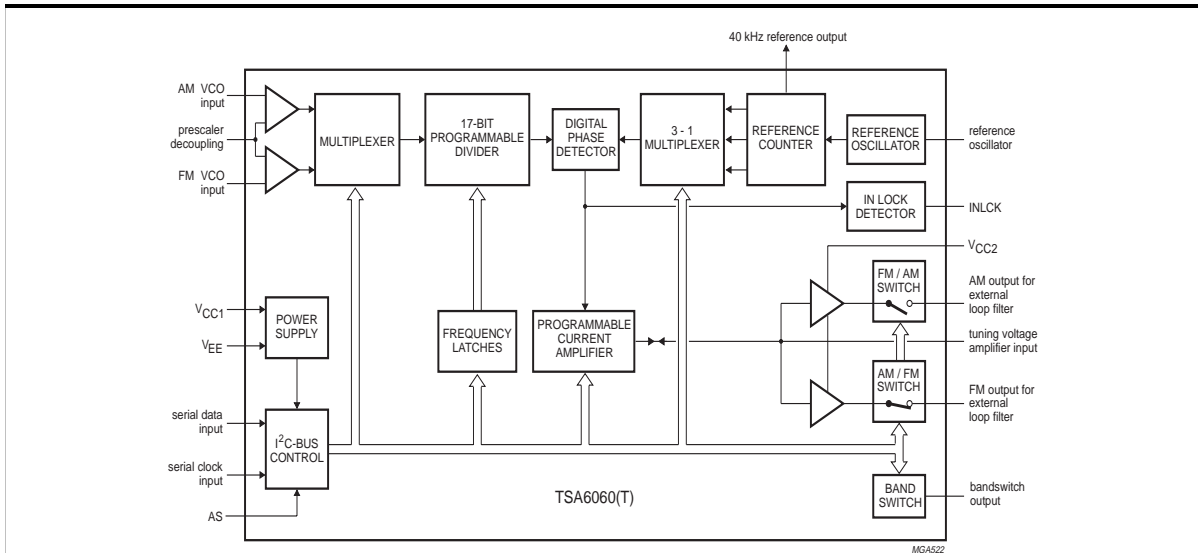 40 kHz reference output
AM VCO
input
prescaler
decoupling
FM VCO
input
MULTIPLEXER
17-BIT
PROGRAMMABLE
DIVIDER
DIGITAL
PHASE
DETECTOR
3 - 1
MULTIPLEXER
REFERENCE
COUNTER
REFERENCE
OSCILLATOR
reference
oscillator
IN LOCK
DETECTOR
INLCK
VCC2
FM / AM
SWITCH
AM output for
external
loop filter
VCC1
VEE
POWER
SUPPLY
FREQUENCY
LATCHES
PROGRAMMABLE
CURRENT
AMPLIFIER
tuning voltage
amplifier input
AM / FM
SWITCH
FM output for
external
loop filter
serial data
input
serial clock
input
I2C-BUS
CONTROL
AS
TSA6060(T)
BAND
SWITCH
bandswitch
output
MGA522